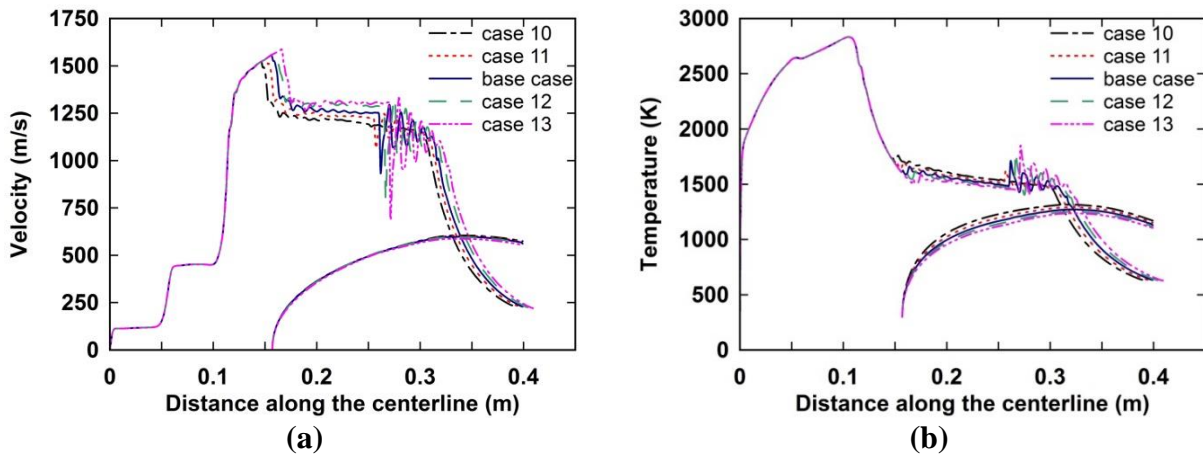 1750
1500
1250
1000
750
500
250
0
Velocity (m/s)
case 10
case 11
base case
case 12
case 13
0 0.1 0.2 0.3 0.4
Distance along the centerline (m)
(a)
3000
2500
2000
1500
1000
500
0
Temperature (K)
case 10
case 11
base case
case 12
case 13
0 0.1 0.2 0.3 0.4
Distance along the centerline (m)
(b)